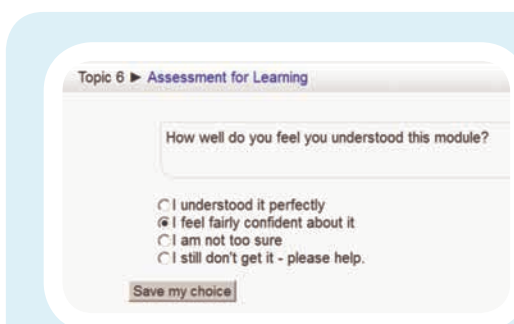 Topic 6 ► Assessment for Learning
How well do you feel you understood this module?
I understood it perfectly
I feel fairly confident about it
I am not too sure
I still don't get it - please help.
Save my choice